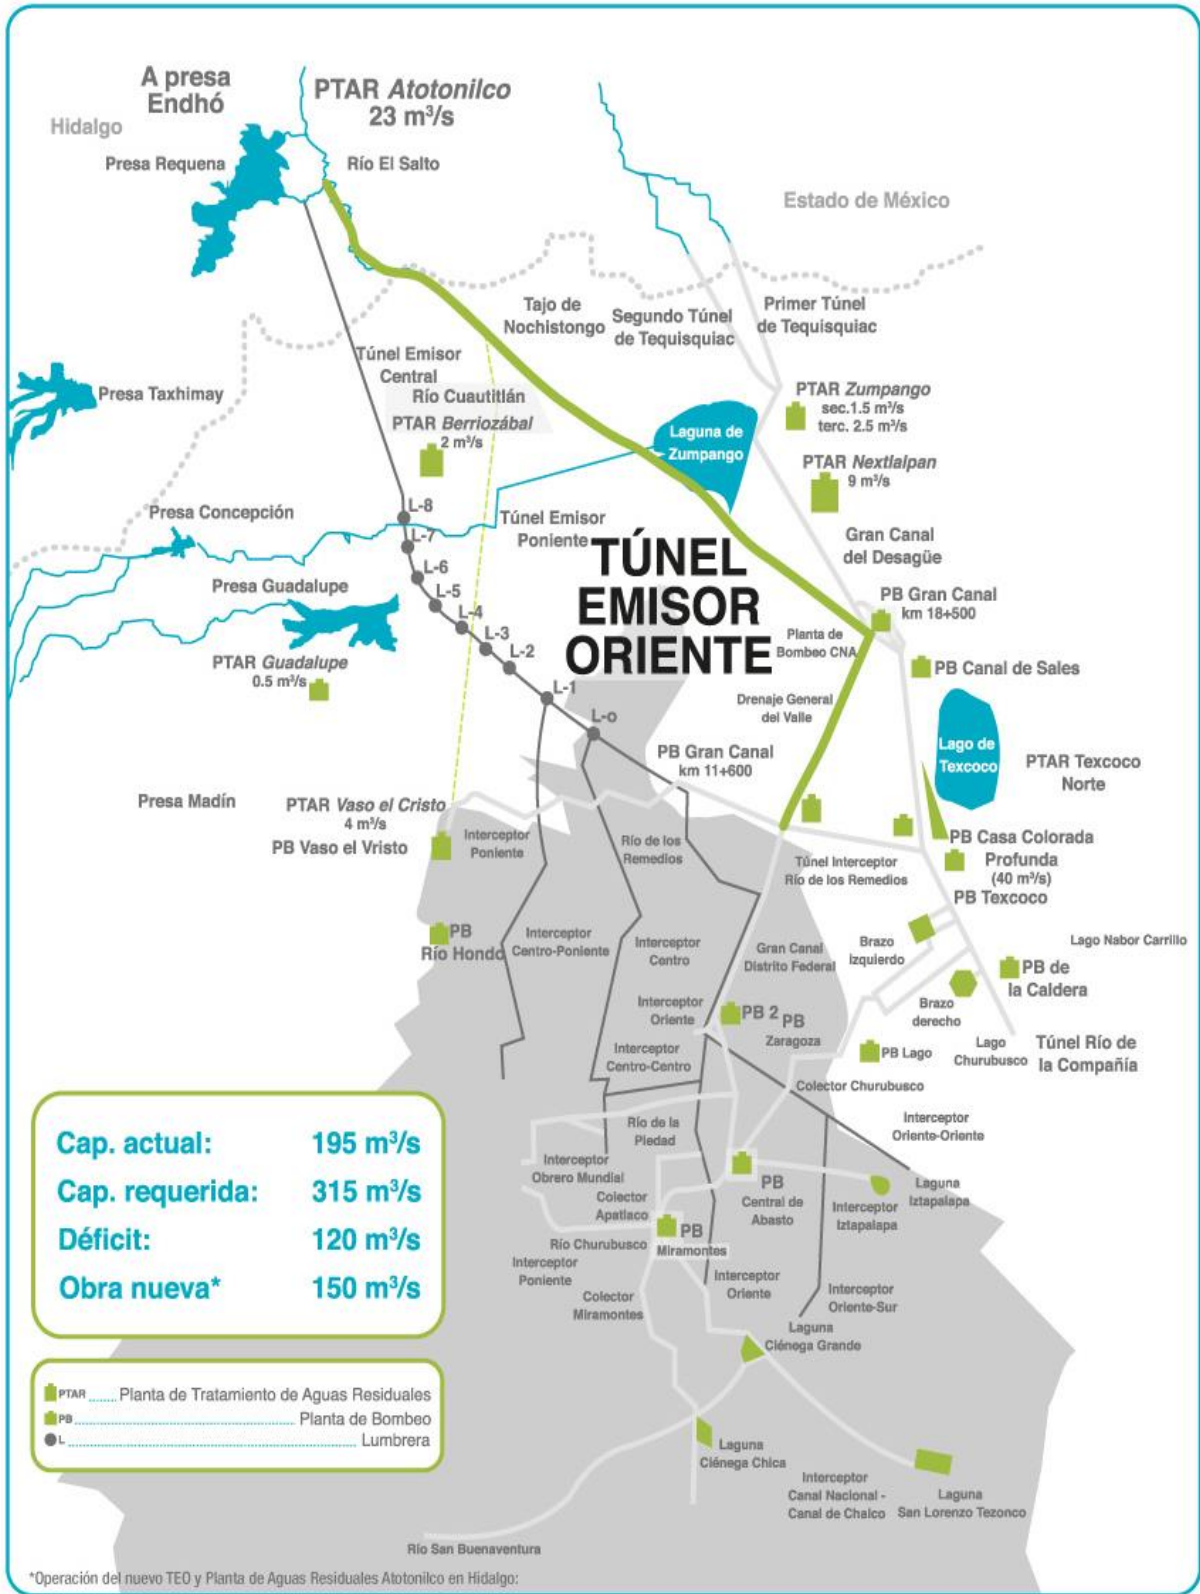 A presa
Endhó
PTAR Atotonilco
23 m³/s
Hidalgo
Presa Requena
Río El Salto
Estado de México
Tajo de
Nochistongo
Segundo Túnel
de Tequisquiac
Primer Túnel
de Tequisquiac
Túnel Emisor
Central
Río Cuautitlán
PTAR Berriozábal
2 m³/s
Presa Taxhimay
PTAR Zumpango
sec.1.5 m³/s
terc. 2.5 m³/s
Laguna de
Zumpango
PTAR Nextlalpan
9 m³/s
Presa Concepción
L-8
L-7
L-6
L-5
L-4
L-3
L-2
L-1
L-o
Túnel Emisor
Poniente
TÚNEL
EMISOR
ORIENTE
Gran Canal
del Desagüe
Presa Guadalupe
PB Gran Canal
km 18+500
Planta de
Bombeo CNA
PTAR Guadalupe
0.5 m³/s
PB Canal de Sales
Drenaje General
del Valle
Lago de
Texcoco
PB Gran Canal
km 11+600
PTAR Texcoco
Norte
Presa Madín
PTAR Vaso el Cristo
4 m³/s
PB Vaso el Vristo
Interceptor
Poniente
Río de los
Remedios
Túnel Interceptor
Río de los Remedios
PB Casa Colorada
Profunda
(40 m³/s)
PB Texcoco
PB
Río Hondo
Interceptor
Centro-Poniente
Interceptor
Centro
Gran Canal
Distrito Federal
Brazo
izquierdo
Lago Nabor Carrillo
PB de
la Caldera
Brazo
derecho
Interceptor
Oriente
PB 2
PB
Zaragoza
Interceptor
Centro-Centro
PB Lago
Lago
Churubusco
Túnel Río de
la Compañía
Colector Churubusco
Interceptor
Oriente-Oriente
Río de la
Piedad
Interceptor
Obrero Mundial
Colector
Apatlaco
PB
Central de
Abasto
Interceptor
Iztapalapa
Laguna
Iztapalapa
Río Churubusco
PB
Miramontes
Interceptor
Poniente
Colector
Miramontes
Interceptor
Oriente
Interceptor
Oriente-Sur
Laguna
Ciénega Grande
Cap. actual: 195 m³/s
Cap. requerida: 315 m³/s
Déficit: 120 m³/s
Obra nueva* 150 m³/s
PTAR ...... Planta de Tratamiento de Aguas Residuales
PB ...... Planta de Bombeo
L ...... Lumbrera
Laguna
Ciénega Chica
Interceptor
Canal Nacional -
Canal de Chalco
Laguna
San Lorenzo Tezonco
Río San Buenaventura
*Operación del nuevo TEO y Planta de Aguas Residuales Atotonilco en Hidalgo: